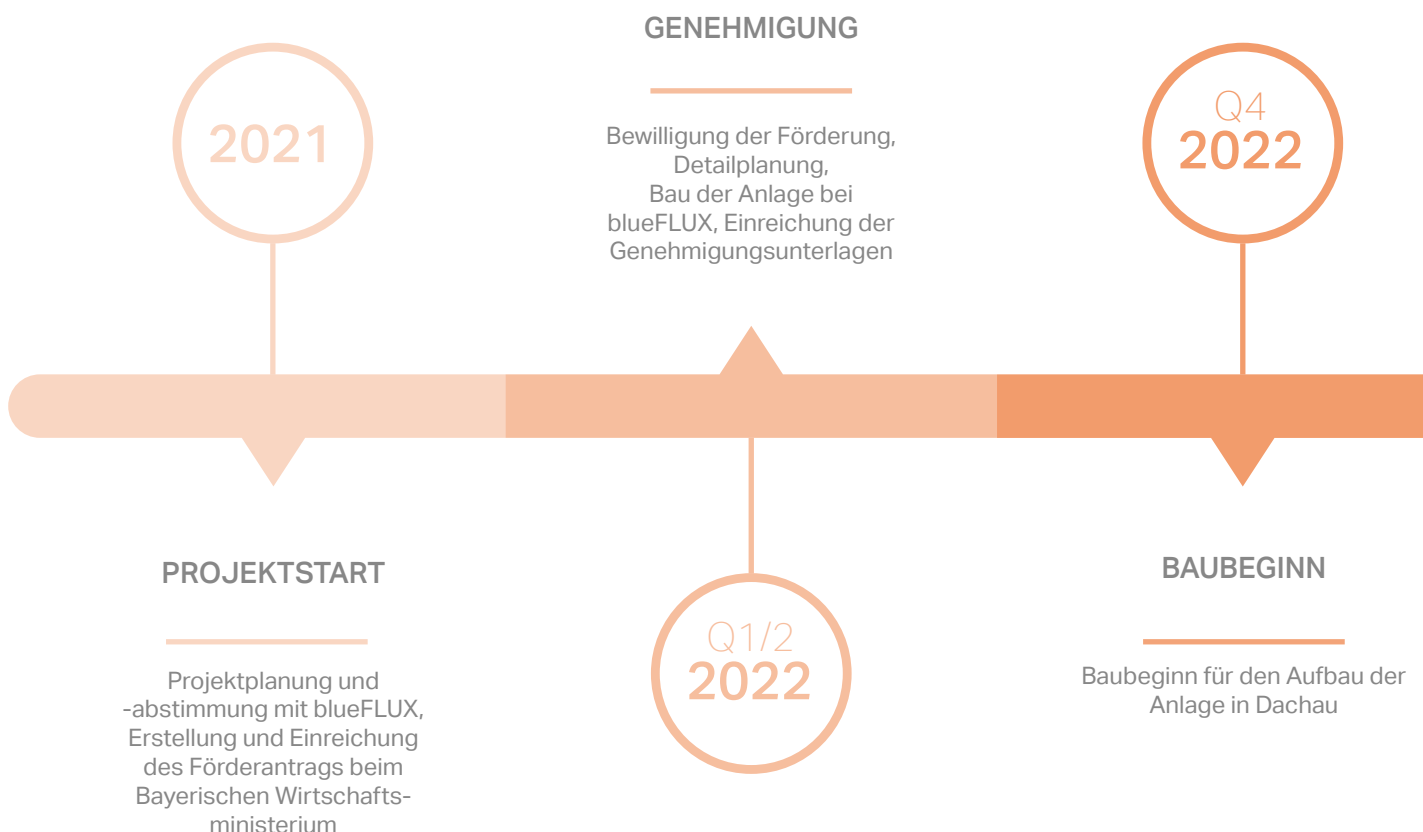 2021
PROJEKTSTART
Projektplanung und
-abstimmung mit blueFLUX,
Erstellung und Einreichung
des Förderantrags beim
Bayerischen Wirtschafts-
ministerium
GENEHMIGUNG
Bewilligung der Förderung,
Detailplanung,
Bau der Anlage bei
blueFLUX, Einreichung der
Genehmigungsunterlagen
Q1/2
2022
Q4
2022
BAUBEGINN
Baubeginn für den Aufbau der
Anlage in Dachau